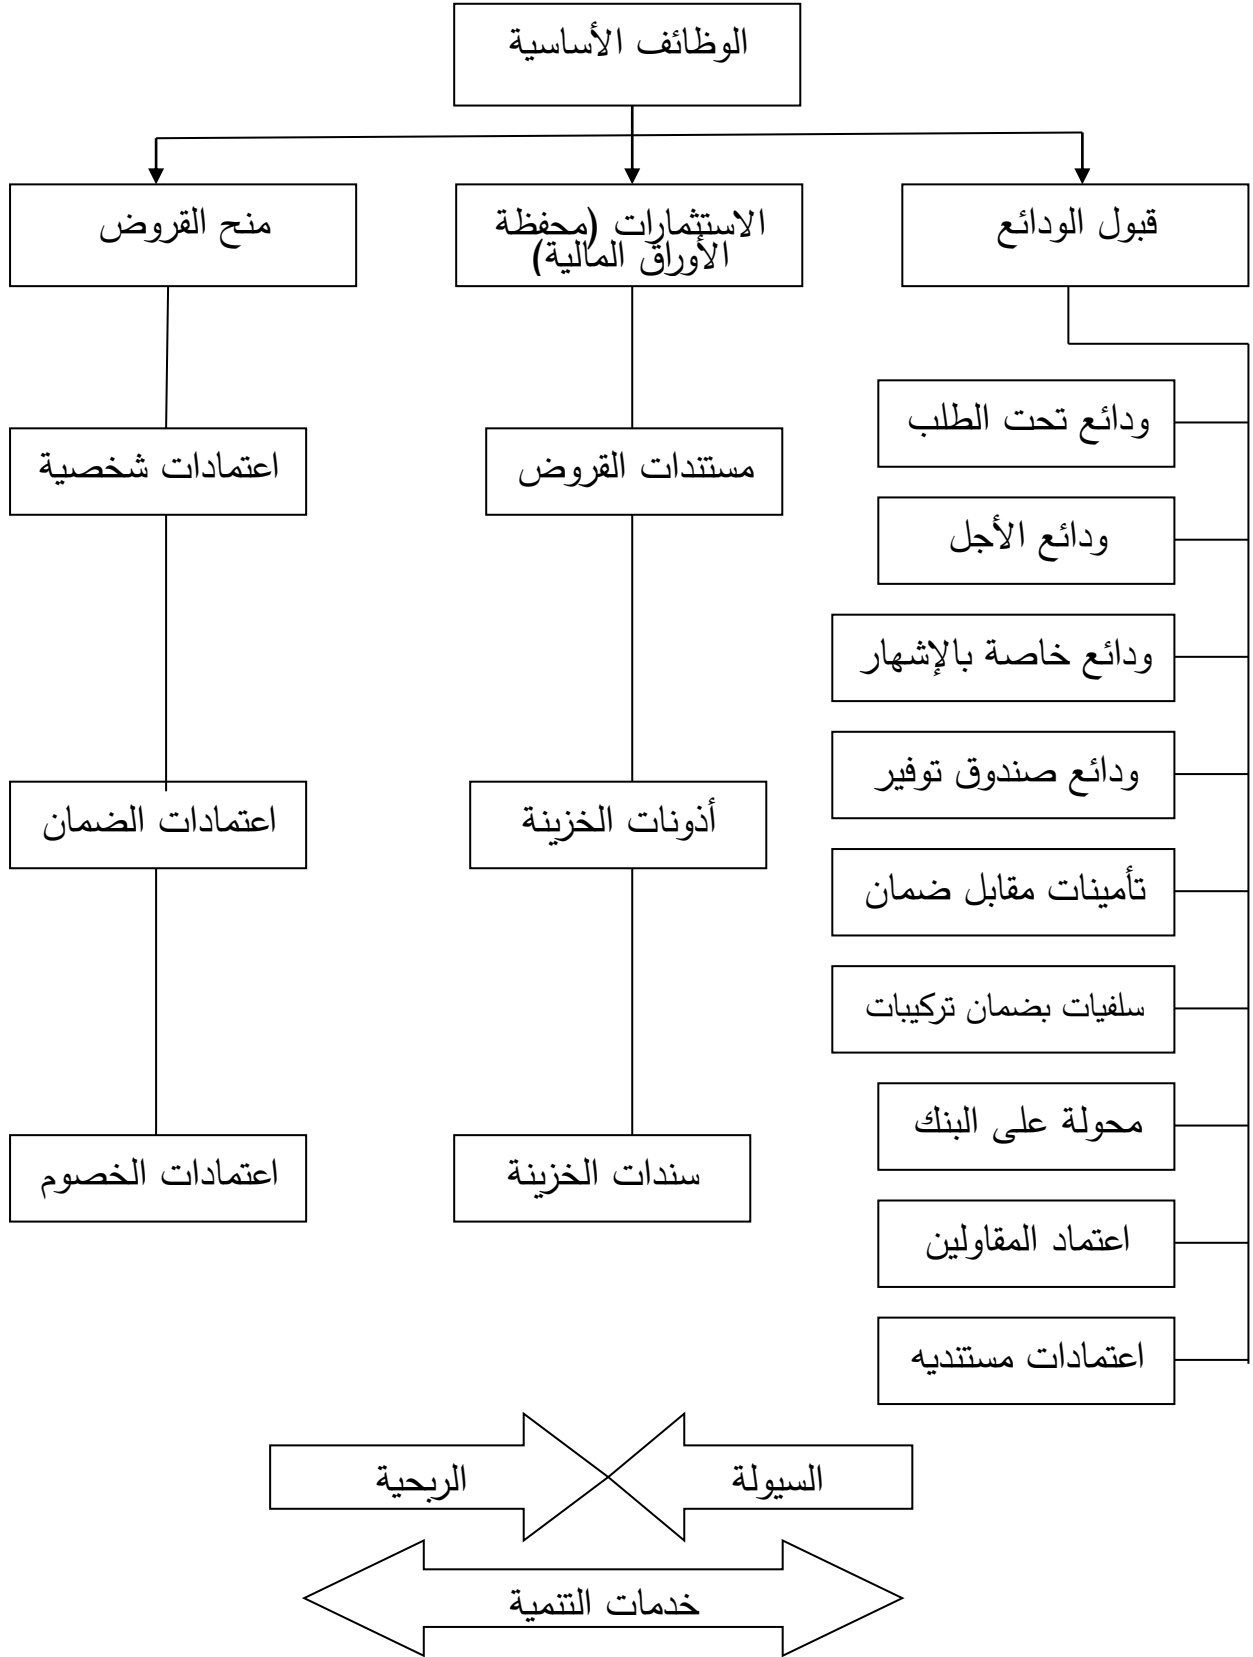 الوظائف الأساسية
قبول الودائع
الاستثمارات (محفظة
الأوراق المالية)
منح القروض
ودائع تحت الطلب
ودائع الأجل
ودائع خاصة بالإشهار
ودائع صندوق توفير
تأمينات مقابل ضمان
سلفيات بضمان تركيبات
محولة على البنك
اعتماد المقاولين
اعتمادات مستنديه
مستندات القروض
أذونات الخزينة
سندات الخزينة
اعتمادات شخصية
اعتمادات الضمان
اعتمادات الخصوم
السيولة
الربحية
خدمات التنمية